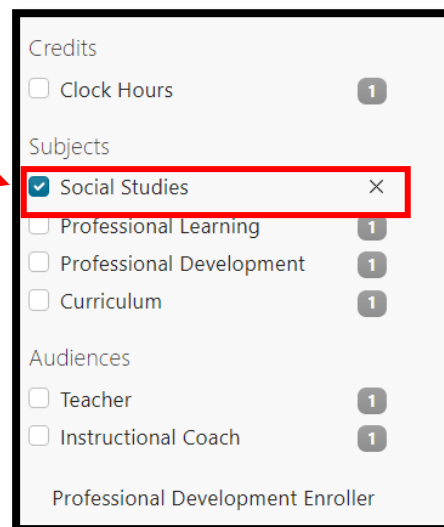 Credits
Clock Hours 1
Subjects
Social Studies ×
Professional Learning 1
Professional Development 1
Curriculum 1
Audiences
Teacher 1
Instructional Coach 1
Professional Development Enroller